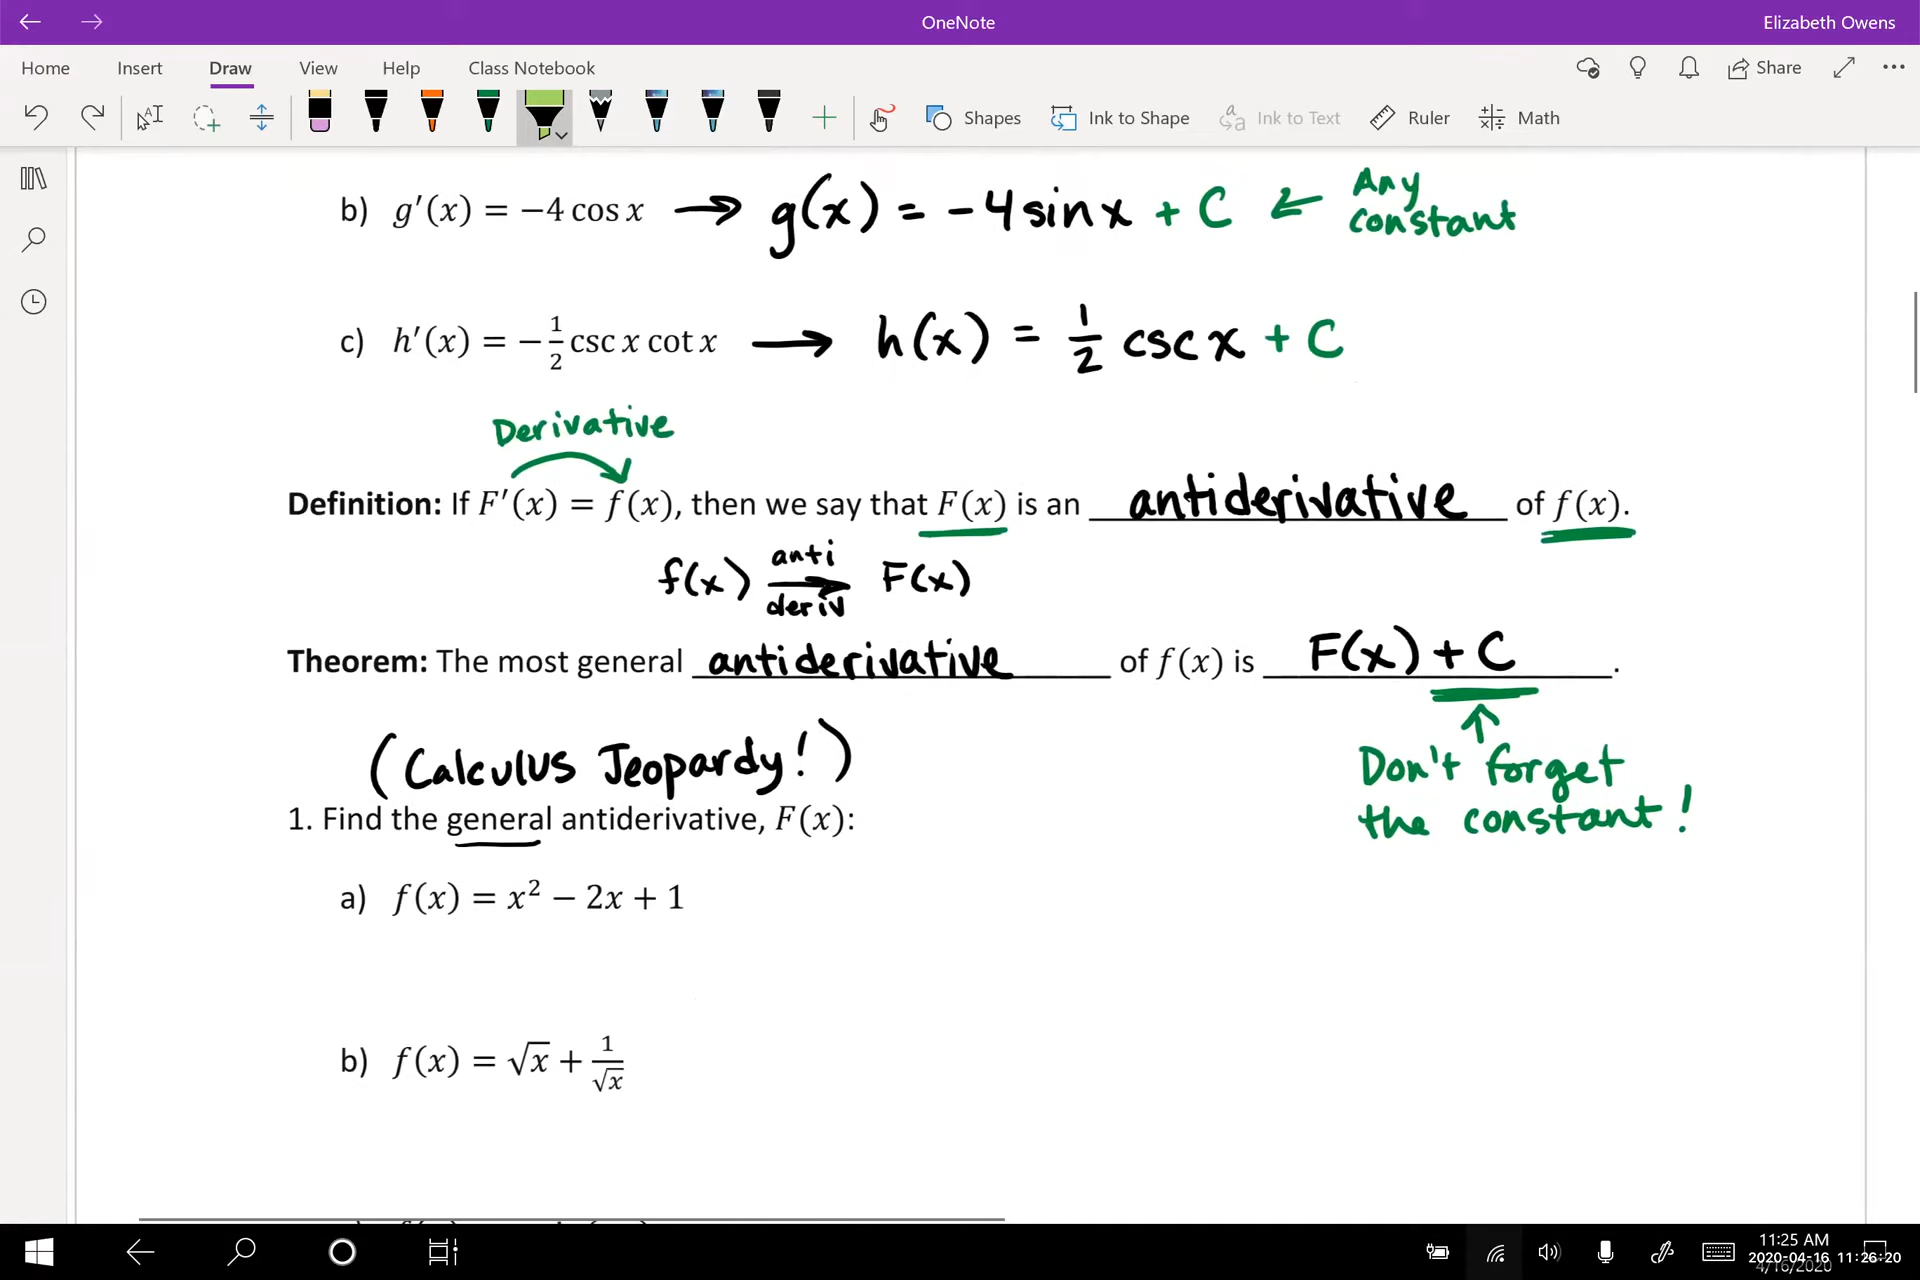 OneNote
Elizabeth Owens
Home Insert Draw View Help Class Notebook Share
Shapes Ink to Shape Ink to Text Ruler Math
b) g′(x) = −4 cos x → g(x) = -4 sin x + C ← Any constant
c) h′(x) = −1/2 csc x cot x → h(x) = 1/2 csc x + C
Derivative
Definition: If F′(x) = f(x), then we say that F(x) is an antiderivative of f(x).
f(x) anti deriv → F(x)
Theorem: The most general antiderivative of f(x) is F(x) + C.
(Calculus Jeopardy!)
Don't forget
the constant!
1. Find the general antiderivative, F(x):
a) f(x) = x² − 2x + 1
b) f(x) = √x + 1/√x
11:25 AM
2020-04-16 11:26:20
4/16/2020